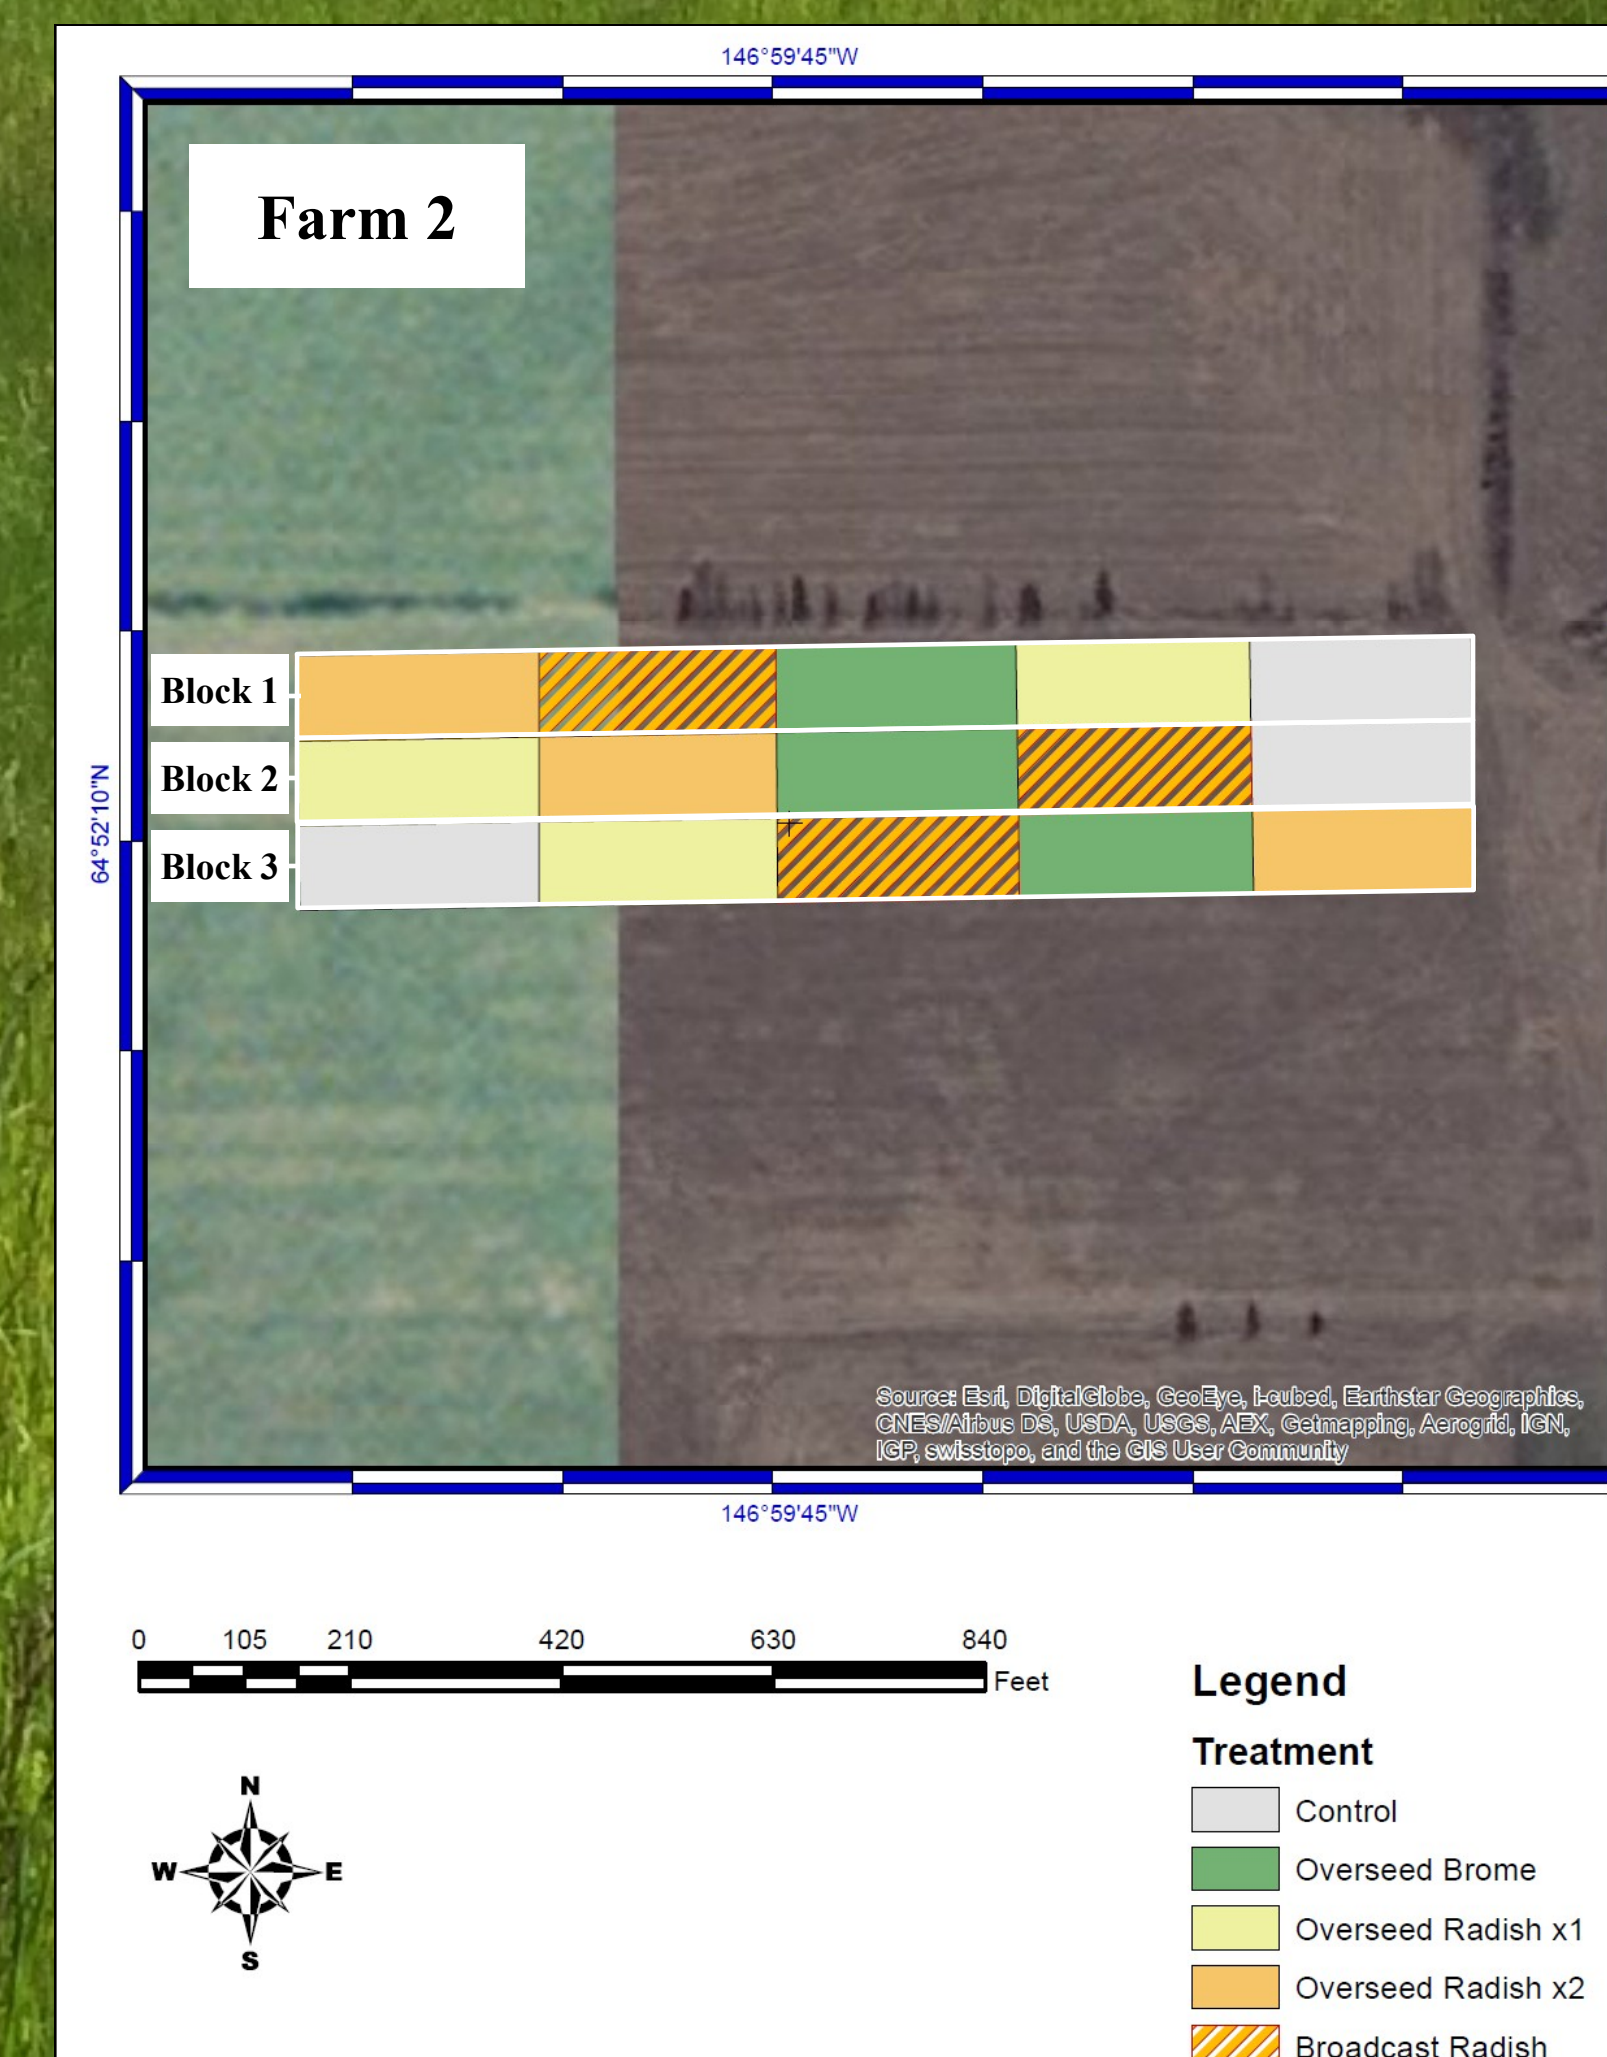 146°59'45"W
Farm 2
Block 1
Block 2
Block 3
64°52'10"N
Source: Esri, DigitalGlobe, GeoEye, i-cubed, Earthstar Geographics,
CNES/Airbus DS, USDA, USGS, AEX, Getmapping, Aerogrid, IGN,
IGP, swisstopo, and the GIS User Community
146°59'45"W
0 105 210 420 630 840
Feet
N
W E
S
Legend
Treatment
Control
Overseed Brome
Overseed Radish x1
Overseed Radish x2
Broadcast Radish